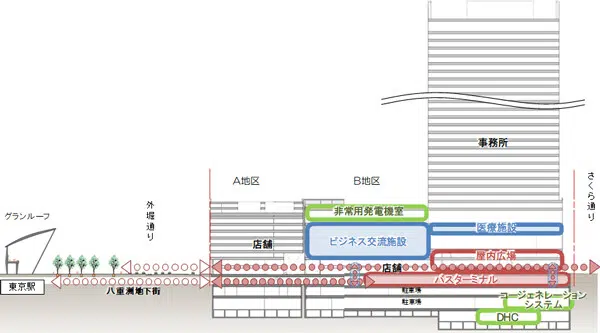 事務所
A地区
B地区
さくら通り
外堀通り
グランルーフ
非常用発電機室
店舗
ビジネス交流施設
医療施設
屋内広場
店舗
東京駅
八重洲地下街
バスターミナル
駐車場
駐車場
コージェネレーション
システム
DHC